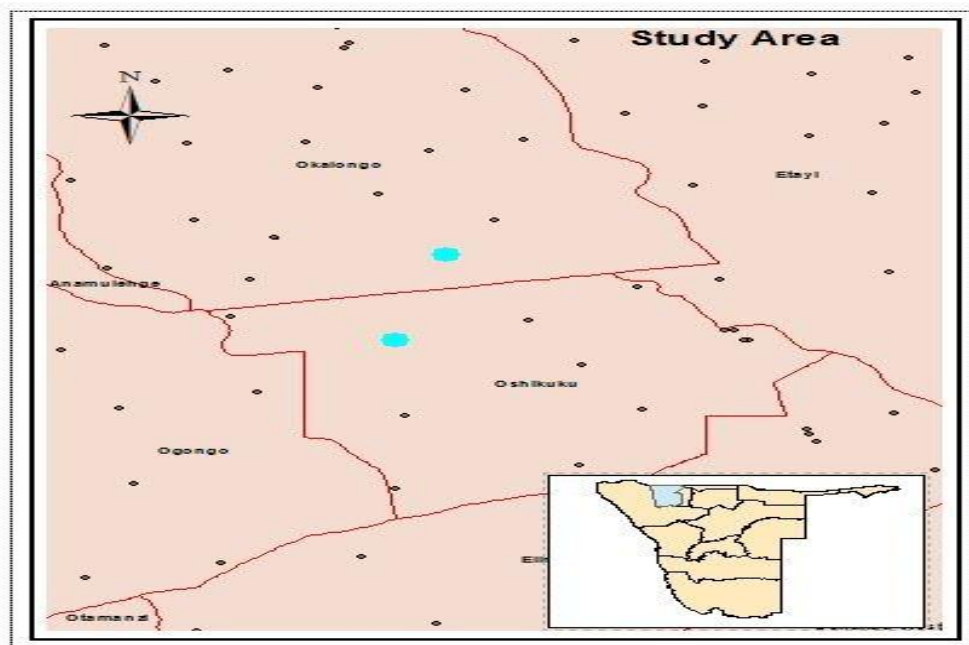 Study Area
N
Okalongo
Etayi
Anamulenge
Oshikuku
Ogongo
Otamanzi